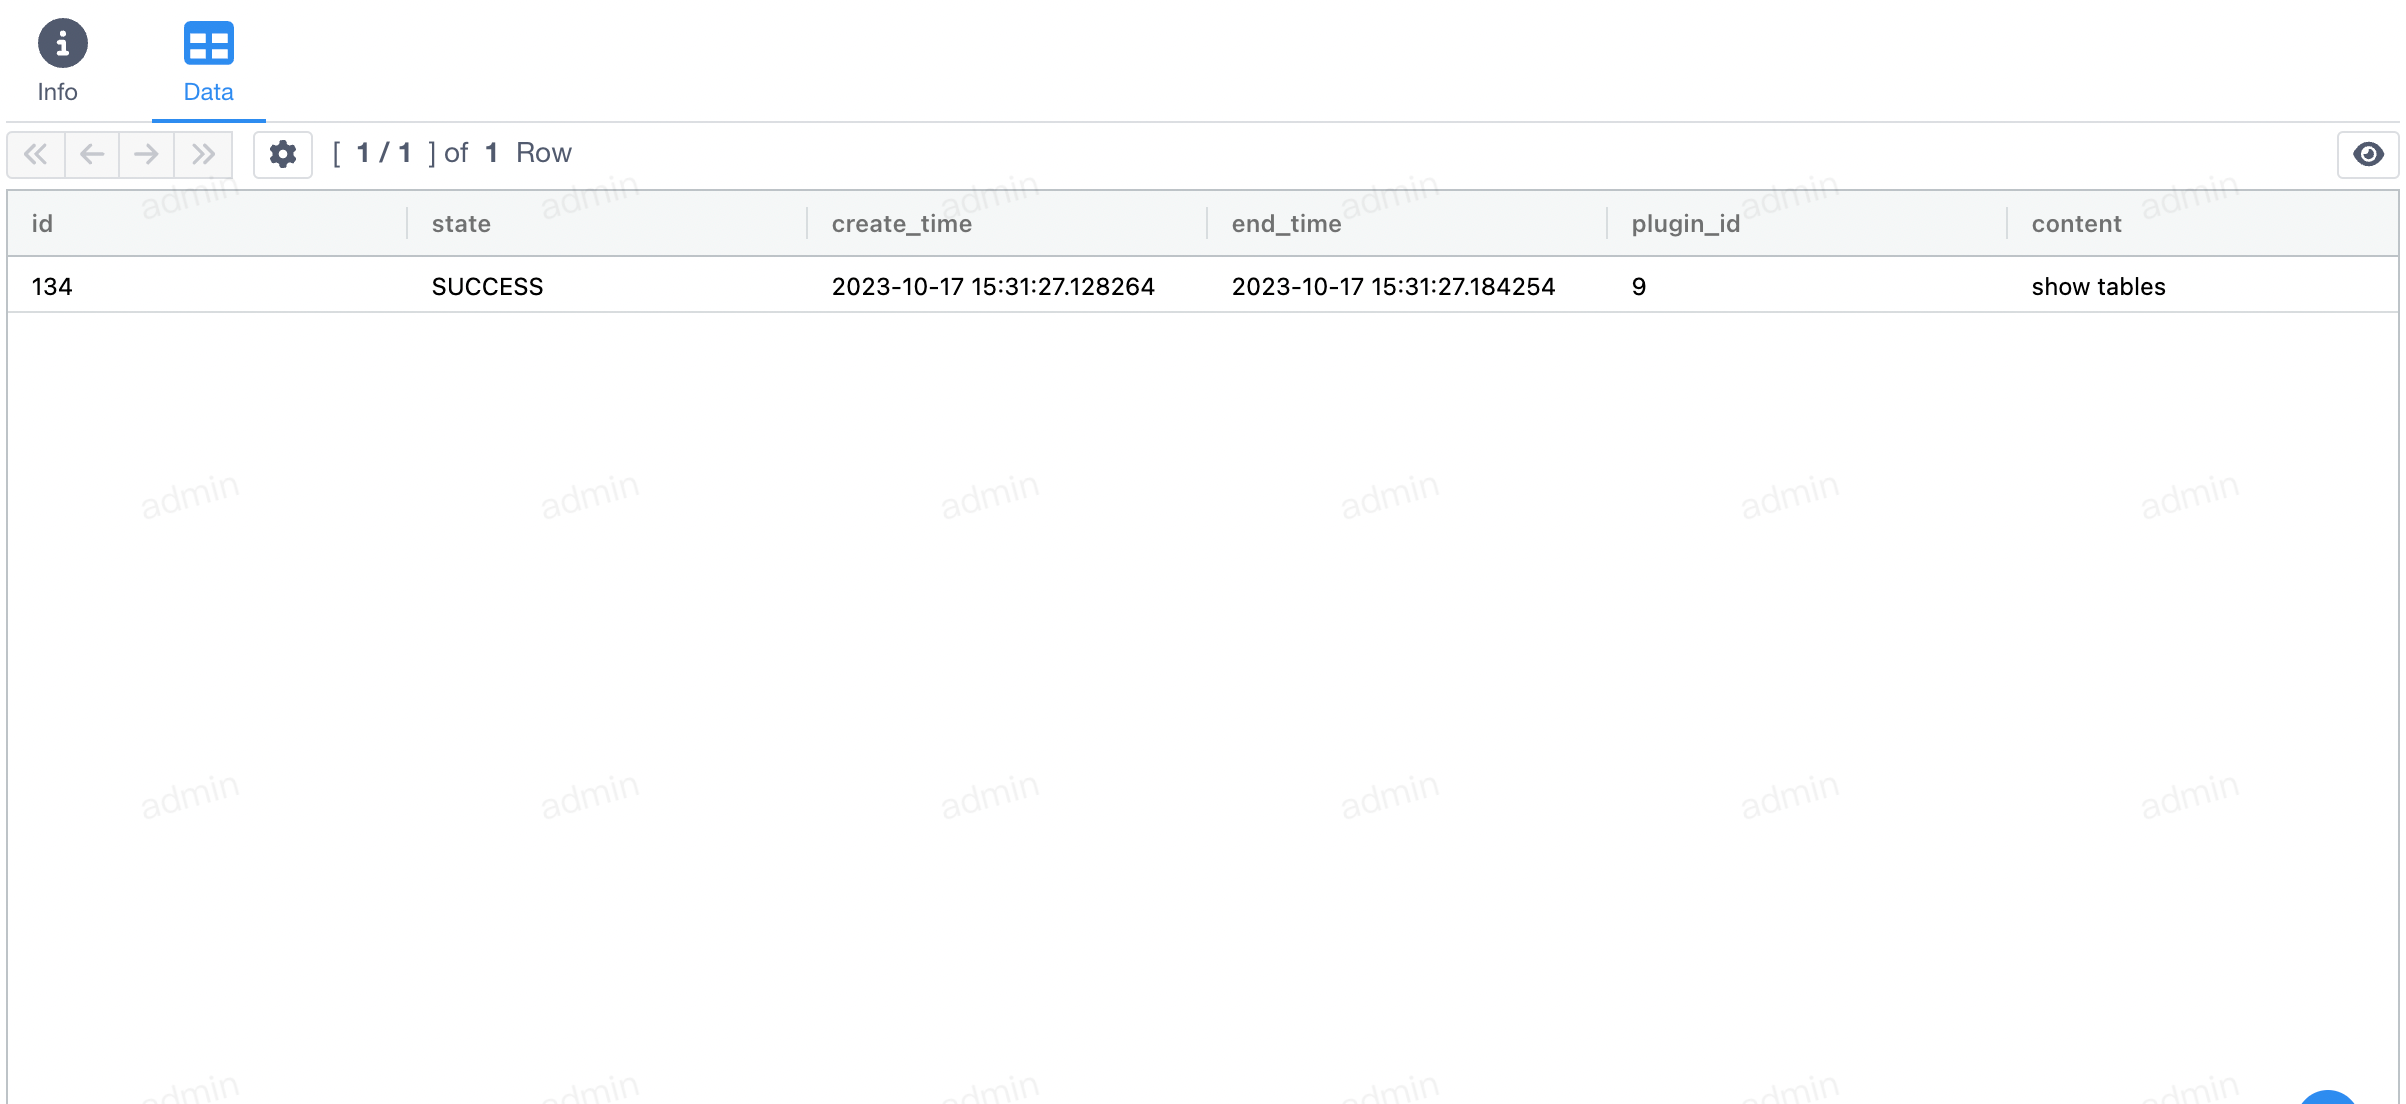 Info Data
[ 1 / 1 ] of 1 Row
id state create_time end_time plugin_id content
134 SUCCESS 2023-10-17 15:31:27.128264 2023-10-17 15:31:27.184254 9 show tables
admin admin admin admin admin admin
admin admin admin admin admin admin
admin admin admin admin admin admin
admin admin admin admin admin admin